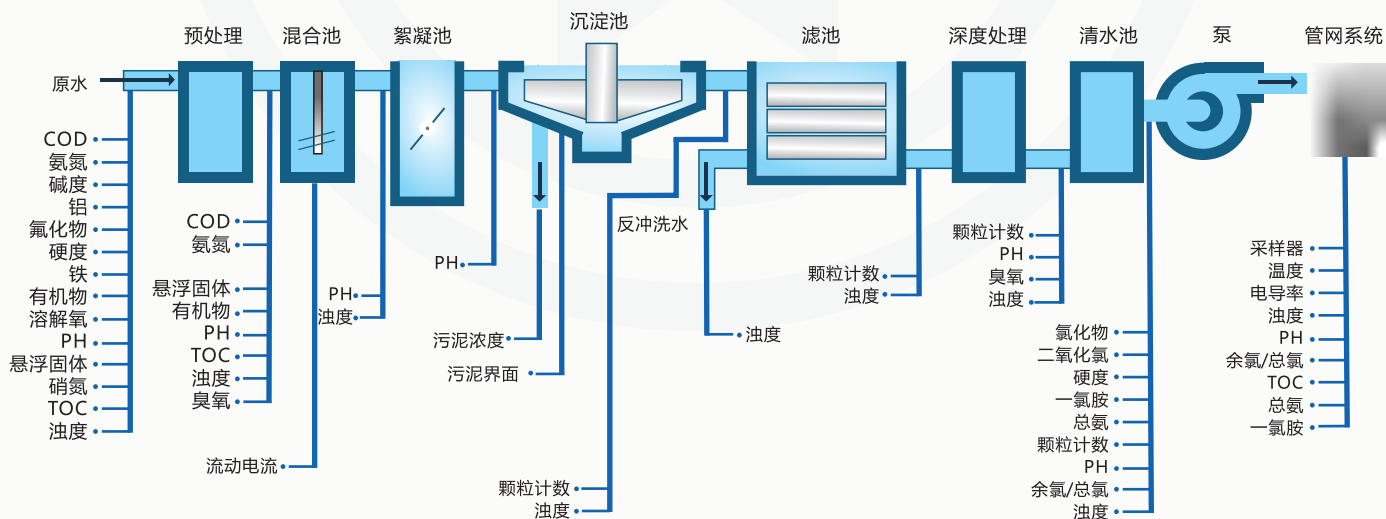 预处理
混合池
絮凝池
沉淀池
滤池
深度处理
清水池
泵
管网系统
原水
COD
氨氮
碱度
铝
氟化物
硬度
铁
有机物
溶解氧
PH
悬浮固体
硝氮
TOC
浊度
COD
氨氮
悬浮固体
有机物
PH
TOC
浊度
臭氧
流动电流
PH
浊度
PH
污泥浓度
污泥界面
颗粒计数
浊度
反冲洗水
浊度
颗粒计数
浊度
颗粒计数
PH
臭氧
浊度
氯化物
二氧化氯
硬度
一氯胺
总氨
颗粒计数
PH
余氯/总氯
浊度
采样器
温度
电导率
浊度
PH
余氯/总氯
TOC
总氨
一氯胺